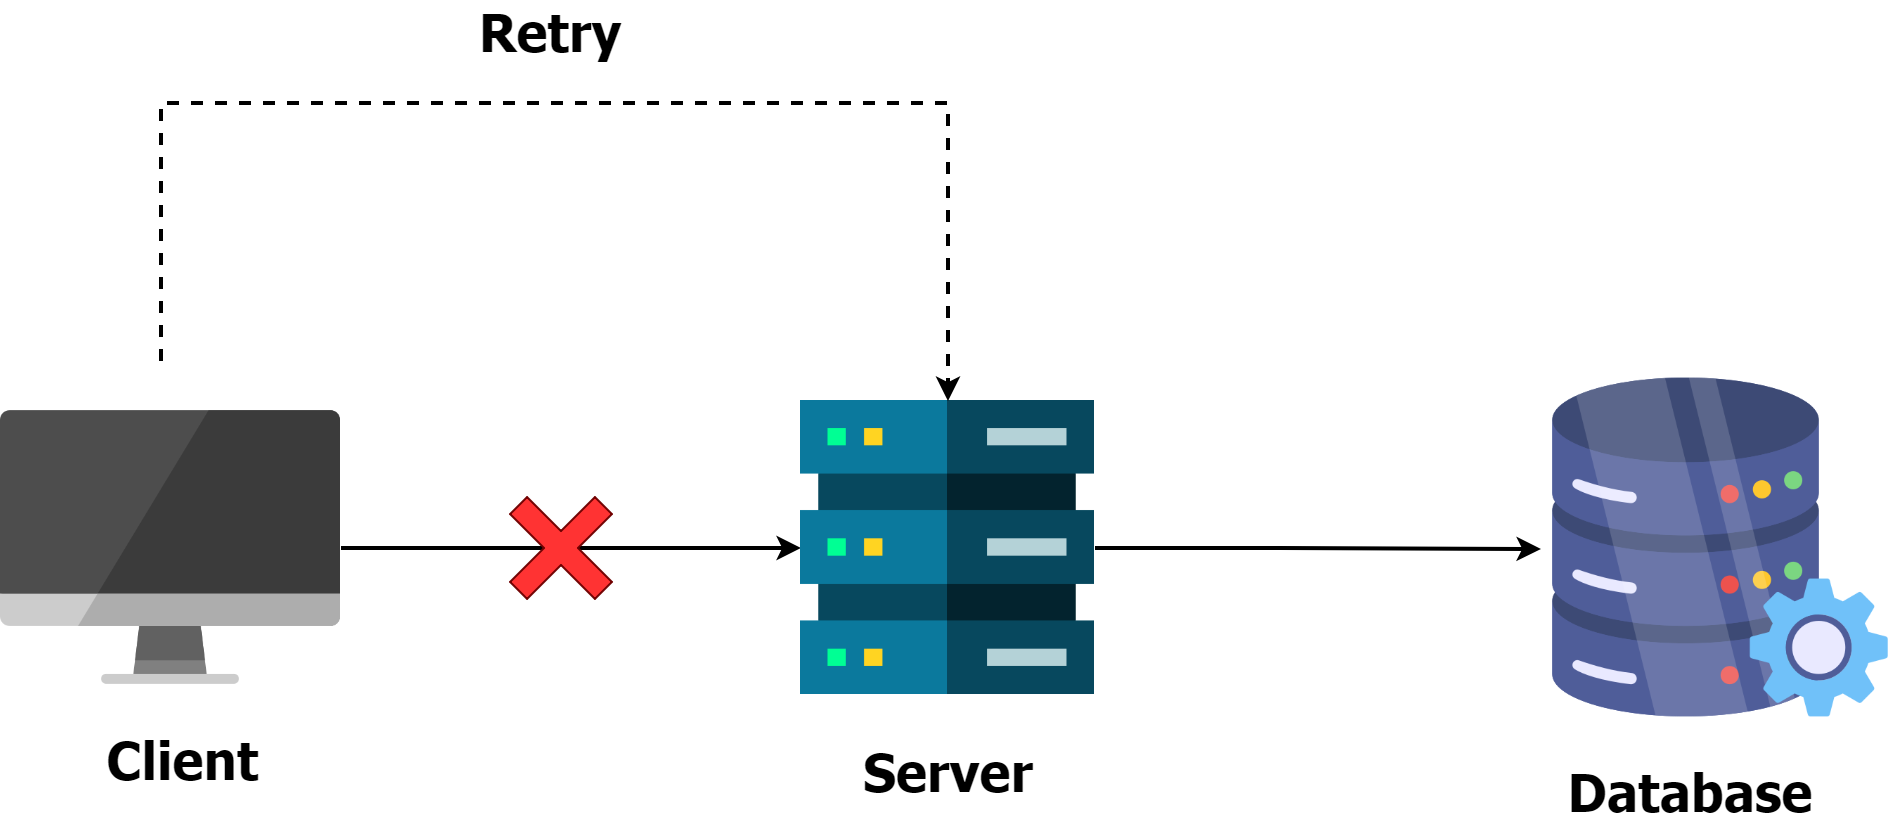 Retry
Client
Server
Database